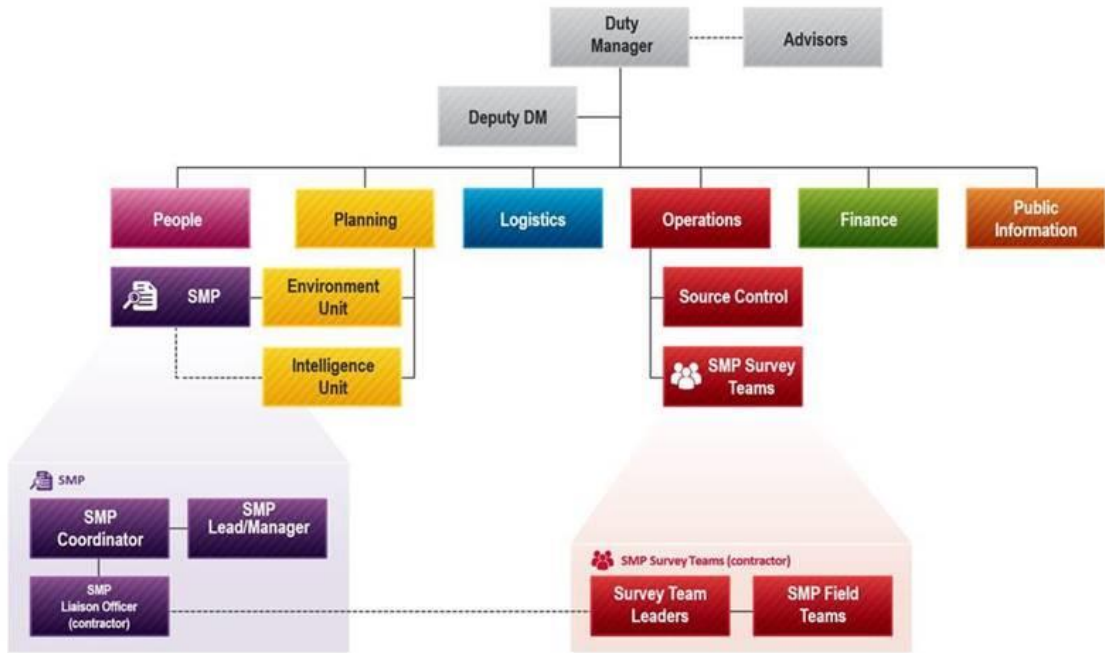 Duty
Manager
Advisors
Deputy DM
People
Planning
Logistics
Operations
Finance
Public
Information
SMP
Environment
Unit
Source Control
Intelligence
Unit
SMP Survey
Teams
SMP
SMP
Coordinator
SMP
Lead/Manager
SMP
Liaison Officer
(contractor)
SMP Survey Teams (contractor)
Survey Team
Leaders
SMP Field
Teams